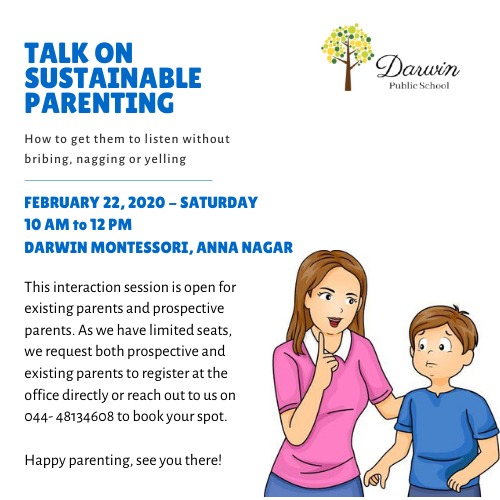 TALK ON
SUSTAINABLE
PARENTING
Darwin
Public School
How to get them to listen without
bribing, nagging or yelling
FEBRUARY 22, 2020 – SATURDAY
10 AM to 12 PM
DARWIN MONTESSORI, ANNA NAGAR
This interaction session is open for
existing parents and prospective
parents. As we have limited seats,
we request both prospective and
existing parents to register at the
office directly or reach out to us on
044- 48134608 to book your spot.
Happy parenting, see you there!